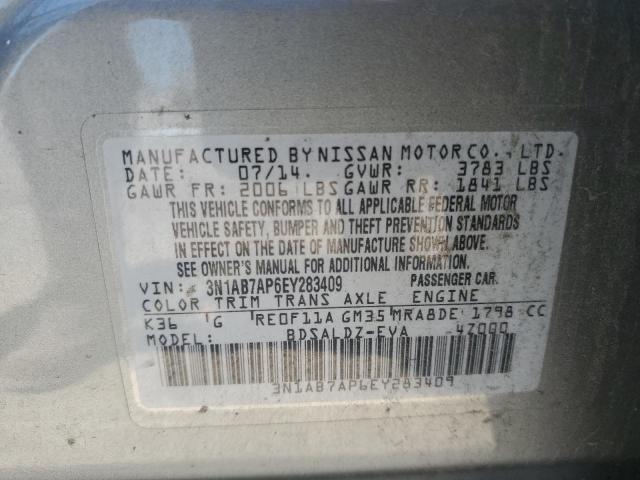 MANUFACTURED BY NISSAN MOTOR CO., LTD.
DATE: 07/14. GVWR: 3783 LBS
GAWR FR: 2006 LBS GAWR RR: 1841 LBS
THIS VEHICLE CONFORMS TO ALL APPLICABLE FEDERAL MOTOR
VEHICLE SAFETY, BUMPER AND THEFT PREVENTION STANDARDS
IN EFFECT ON THE DATE OF MANUFACTURE SHOWN ABOVE.
SEE OWNER'S MANUAL FOR ADDITIONAL INFORMATION.
VIN: 3N1AB7AP6EY283409 PASSENGER CAR.
COLOR TRIM TRANS AXLE ENGINE
K36 G RE0F11A GM35 MRA8DE 1798 CC
MODEL: BDSALDZ-EVA -Z000
3N1AB7AP6EY283409